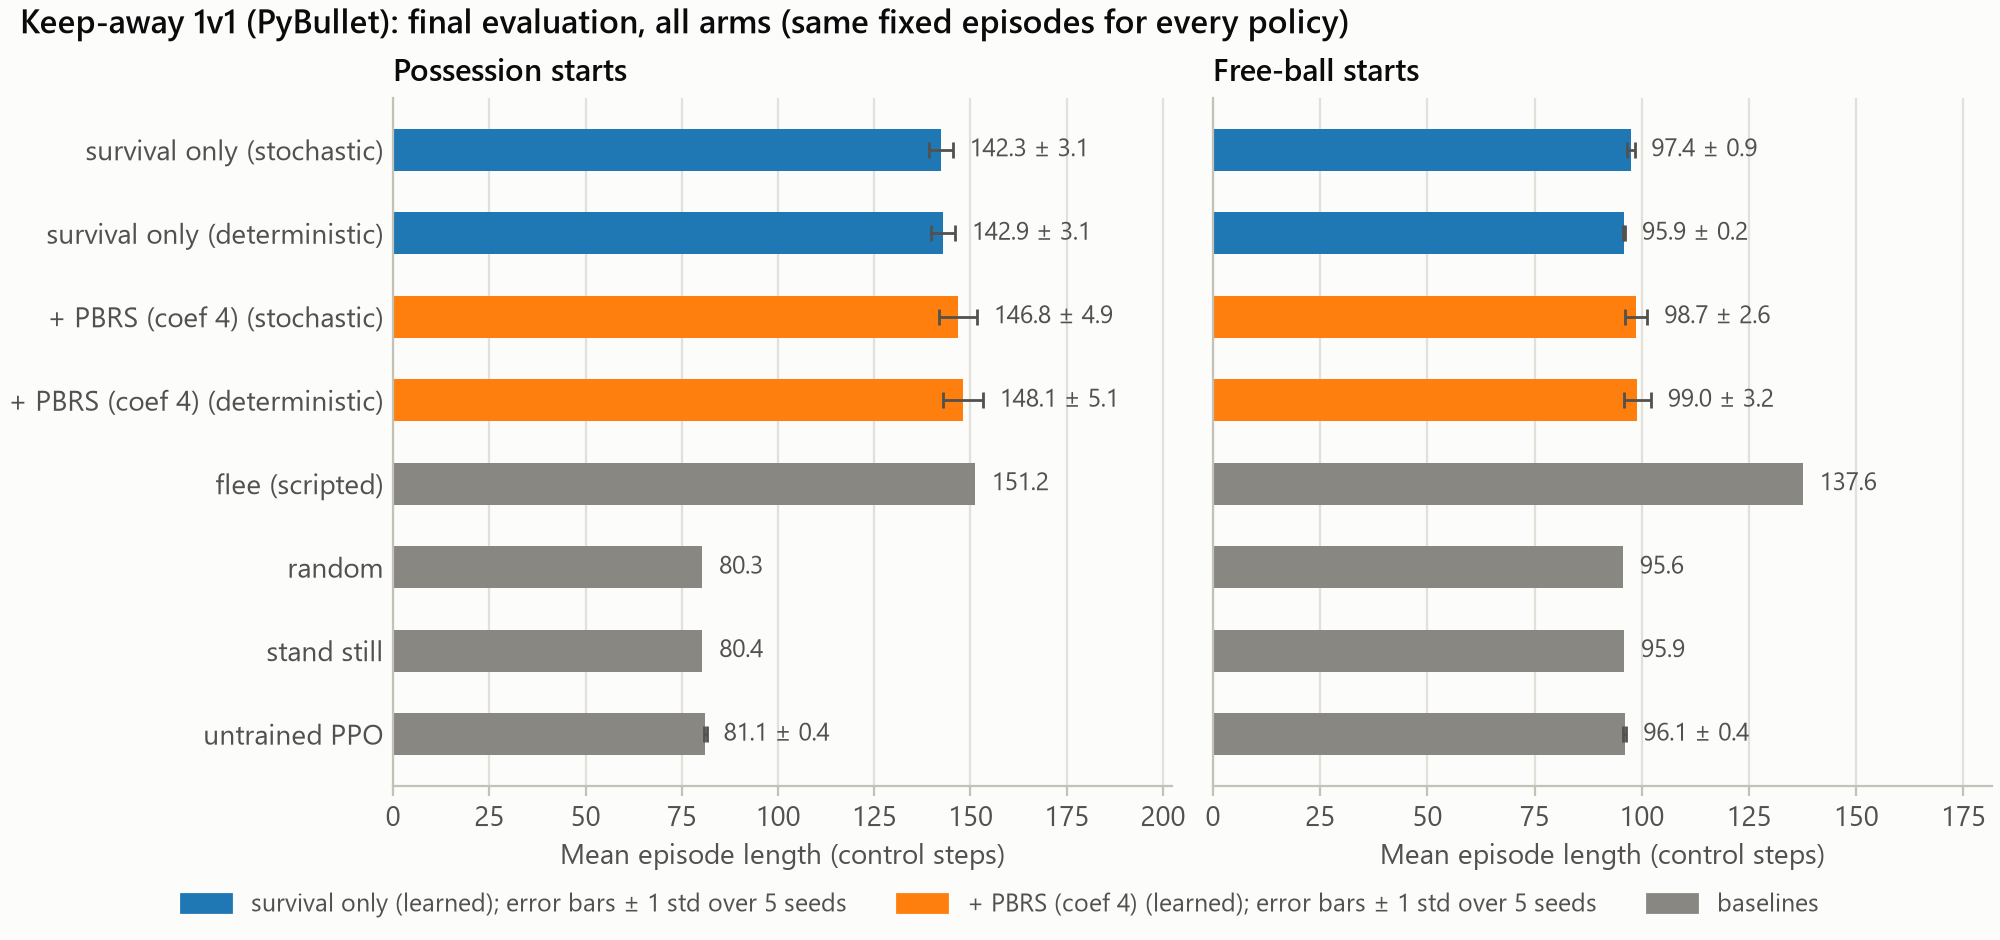 Keep-away 1v1 (PyBullet): final evaluation, all arms (same fixed episodes for every policy)
Possession starts
Free-ball starts
survival only (stochastic)
142.3 ± 3.1
97.4 ± 0.9
survival only (deterministic)
142.9 ± 3.1
95.9 ± 0.2
+ PBRS (coef 4) (stochastic)
146.8 ± 4.9
98.7 ± 2.6
+ PBRS (coef 4) (deterministic)
148.1 ± 5.1
99.0 ± 3.2
flee (scripted)
151.2
137.6
random
80.3
95.6
stand still
80.4
95.9
untrained PPO
81.1 ± 0.4
96.1 ± 0.4
0 25 50 75 100 125 150 175 200
0 25 50 75 100 125 150 175
Mean episode length (control steps)
Mean episode length (control steps)
survival only (learned); error bars ± 1 std over 5 seeds
+ PBRS (coef 4) (learned); error bars ± 1 std over 5 seeds
baselines